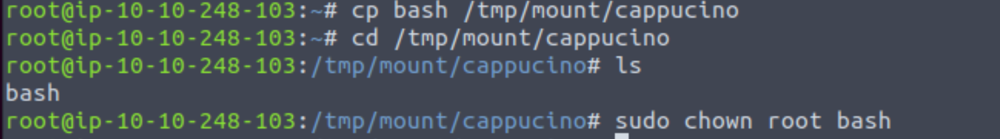 root@ip-10-10-248-103:~# cp bash /tmp/mount/cappucino
root@ip-10-10-248-103:~# cd /tmp/mount/cappucino
root@ip-10-10-248-103:/tmp/mount/cappucino# ls
bash
root@ip-10-10-248-103:/tmp/mount/cappucino# sudo chown root bash